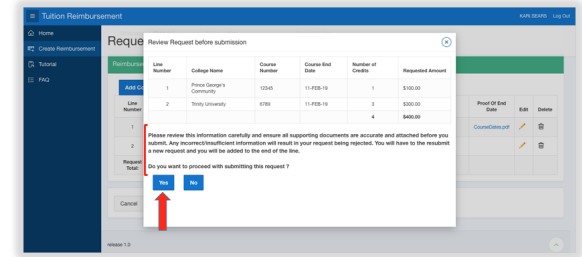 Tuition Reimbursement
KARLSEARS Log Out
Home
Create Reimbursement
Tutorial
FAQ
Reque
Reimburse
Add Co
Line Number
1
2
Request Total:
Cancel
release 1.0
Review Request before submission
Line Number College Name Course Number Course End Date Number of Credits Requested Amount
1 Prince George's Community 12345 11-FEB-19 1 $100.00
2 Trinity University 6789 11-FEB-19 3 $300.00
4 $400.00
Please review this information carefully and ensure all supporting documents are accurate and attached before you
submit. Any incorrect/insufficient information will result in your request being rejected. You will have to the resubmit
a new request and you will be added to the end of the line.
Do you want to proceed with submitting this request ?
Yes No
Proof Of End Date Edit Delete
CourseDates.pdf